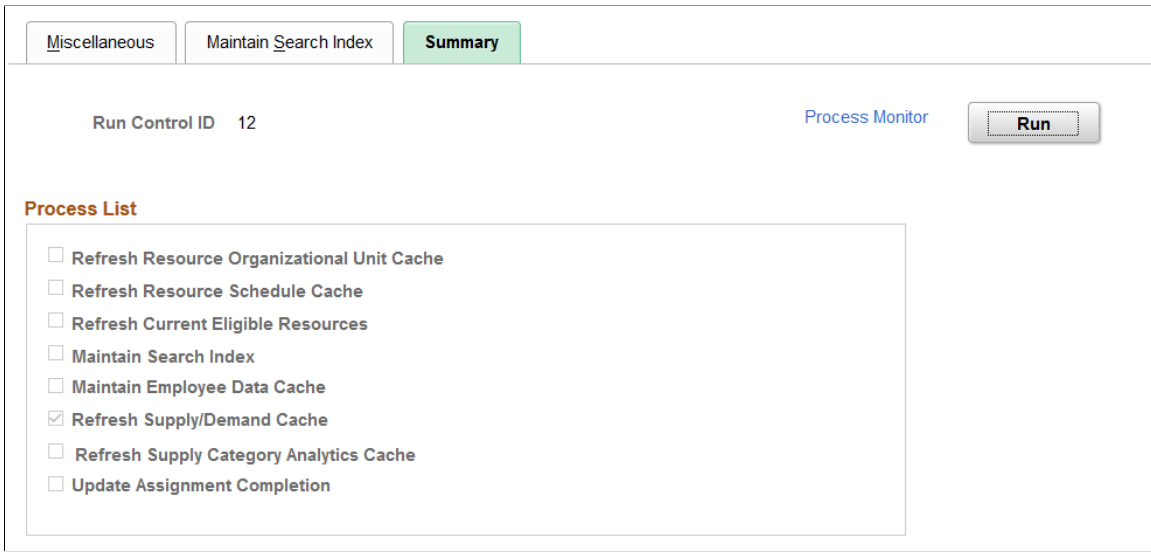 Miscellaneous Maintain Search Index Summary
Run Control ID 12 Process Monitor Run
Process List
Refresh Resource Organizational Unit Cache
Refresh Resource Schedule Cache
Refresh Current Eligible Resources
Maintain Search Index
Maintain Employee Data Cache
Refresh Supply/Demand Cache
Refresh Supply Category Analytics Cache
Update Assignment Completion